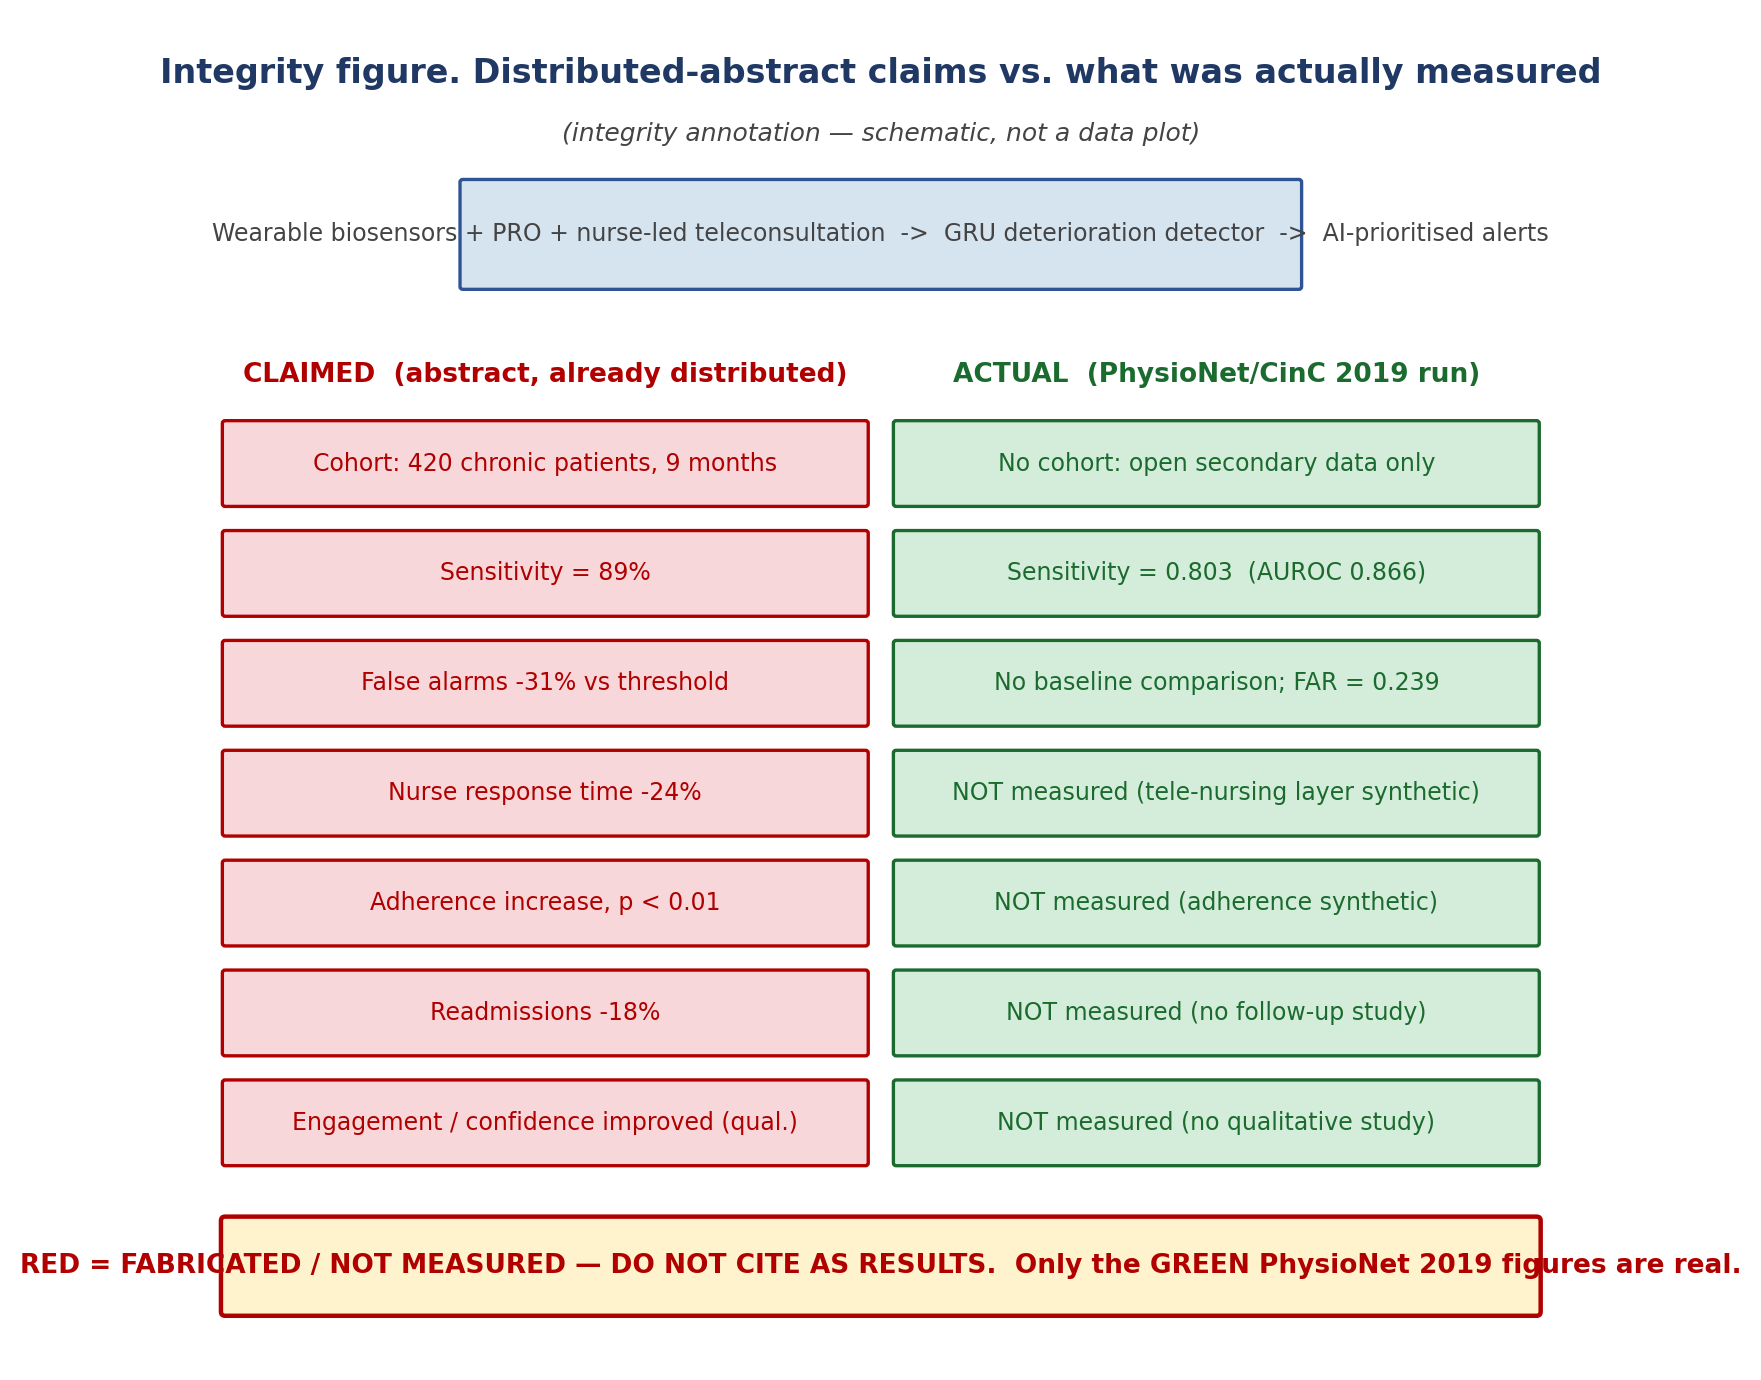 Integrity figure. Distributed-abstract claims vs. what was actually measured
(integrity annotation — schematic, not a data plot)
Wearable biosensors + PRO + nurse-led teleconsultation -> GRU deterioration detector -> AI-prioritised alerts
CLAIMED (abstract, already distributed)
ACTUAL (PhysioNet/CinC 2019 run)
Cohort: 420 chronic patients, 9 months
No cohort: open secondary data only
Sensitivity = 89%
Sensitivity = 0.803 (AUROC 0.866)
False alarms -31% vs threshold
No baseline comparison; FAR = 0.239
Nurse response time -24%
NOT measured (tele-nursing layer synthetic)
Adherence increase, p < 0.01
NOT measured (adherence synthetic)
Readmissions -18%
NOT measured (no follow-up study)
Engagement / confidence improved (qual.)
NOT measured (no qualitative study)
RED = FABRICATED / NOT MEASURED — DO NOT CITE AS RESULTS. Only the GREEN PhysioNet 2019 figures are real.